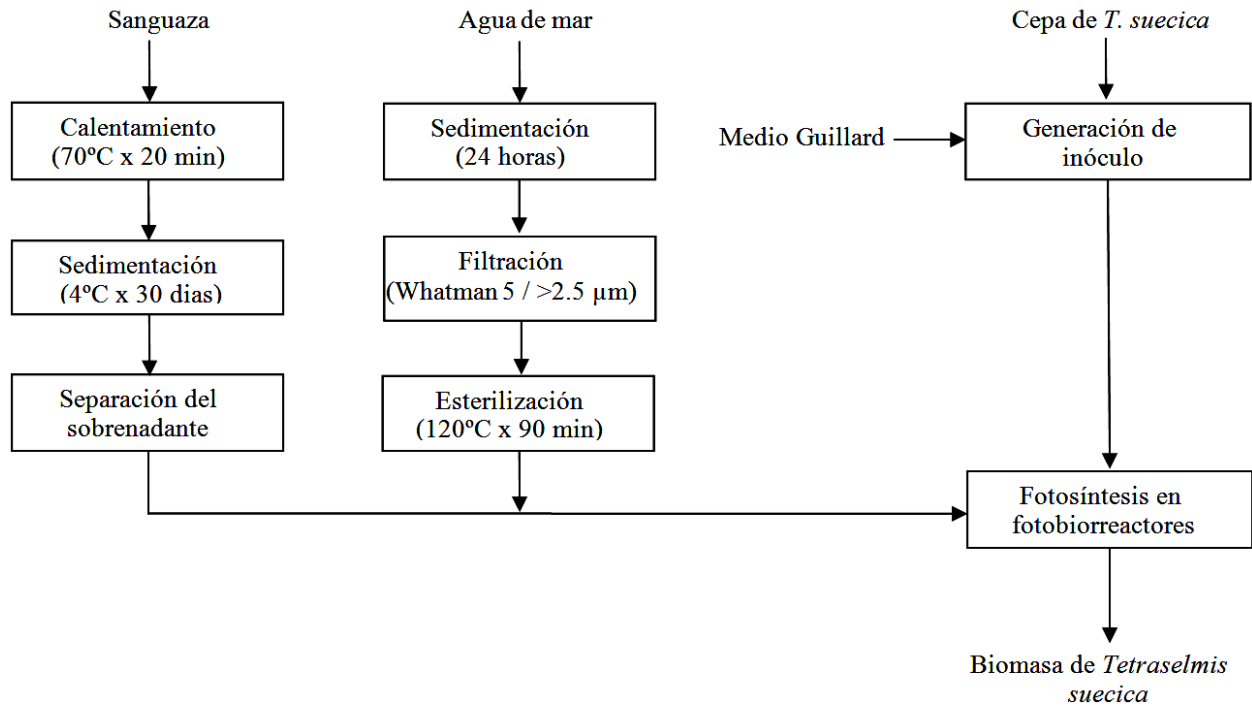 Sanguaza
Agua de mar
Cepa de T. suecica
Calentamiento
(70ºC x 20 min)
Sedimentación
(24 horas)
Medio Guillard
Generación de
inóculo
Sedimentación
(4ºC x 30 dias)
Filtración
(Whatman 5 / >2.5 µm)
Separación del
sobrenadante
Esterilización
(120ºC x 90 min)
Fotosíntesis en
fotobiorreactores
Biomasa de Tetraselmis
suecica